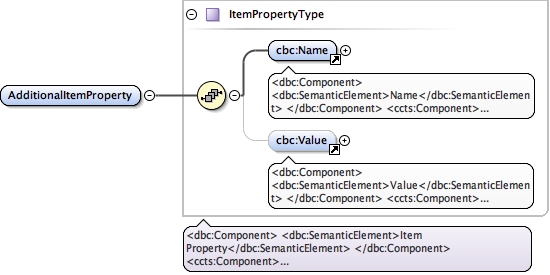 ItemPropertyType
cbc:Name
<dbc:Component>
<dbc:SemanticElement>Name</dbc:SemanticElemen
t> </dbc:Component> <ccts:Component>...
AdditionalItemProperty
cbc:Value
<dbc:Component>
<dbc:SemanticElement>Value</dbc:SemanticElemen
t> </dbc:Component> <ccts:Component>...
<dbc:Component> <dbc:SemanticElement>Item
Property</dbc:SemanticElement> </dbc:Component>
<ccts:Component>...